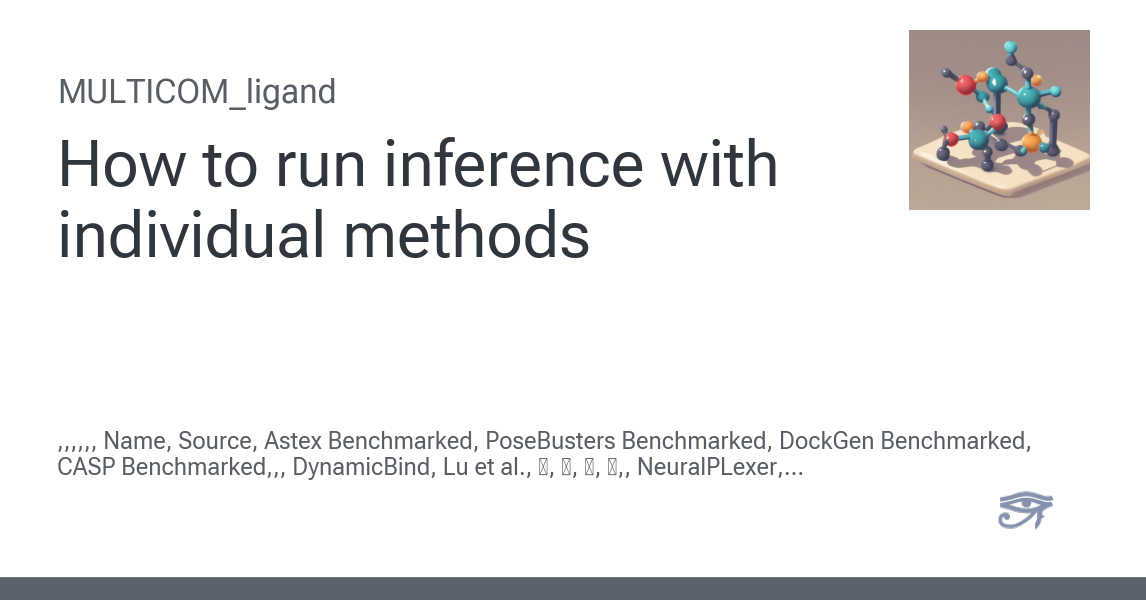 MULTICOM_ligand
How to run inference with
individual methods
,,,,,, Name, Source, Astex Benchmarked, PoseBusters Benchmarked, DockGen Benchmarked,
CASP Benchmarked,,, DynamicBind, Lu et al., , , , ,, NeuralPLexer,...